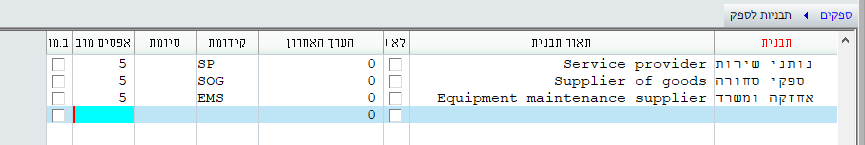 ספקים ◂ תבניות לספק
תבנית תאור תבנית לא י הערך האחרון קידומת סיומת אפסים מוב ב.מו
נותני שירות Service provider 0 SP 5
ספקי סחורה Supplier of goods 0 SOG 5
אחזקה ומשרד Equipment maintenance supplier 0 EMS 5
0